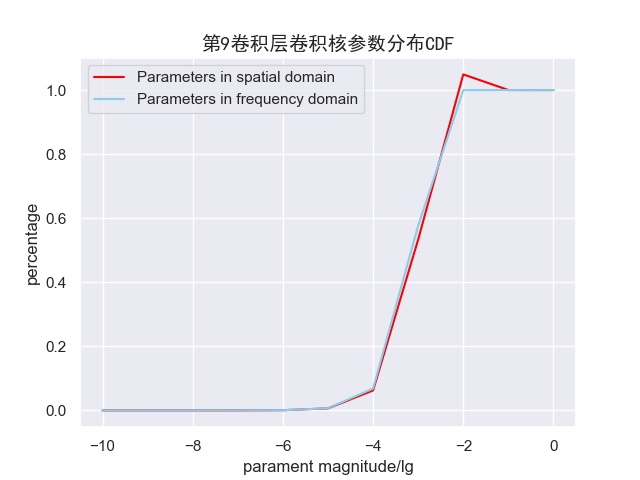 第9卷积层卷积核参数分布CDF
Parameters in spatial domain
Parameters in frequency domain
percentage
1.0
0.8
0.6
0.4
0.2
0.0
−10 −8 −6 −4 −2 0
parament magnitude/lg